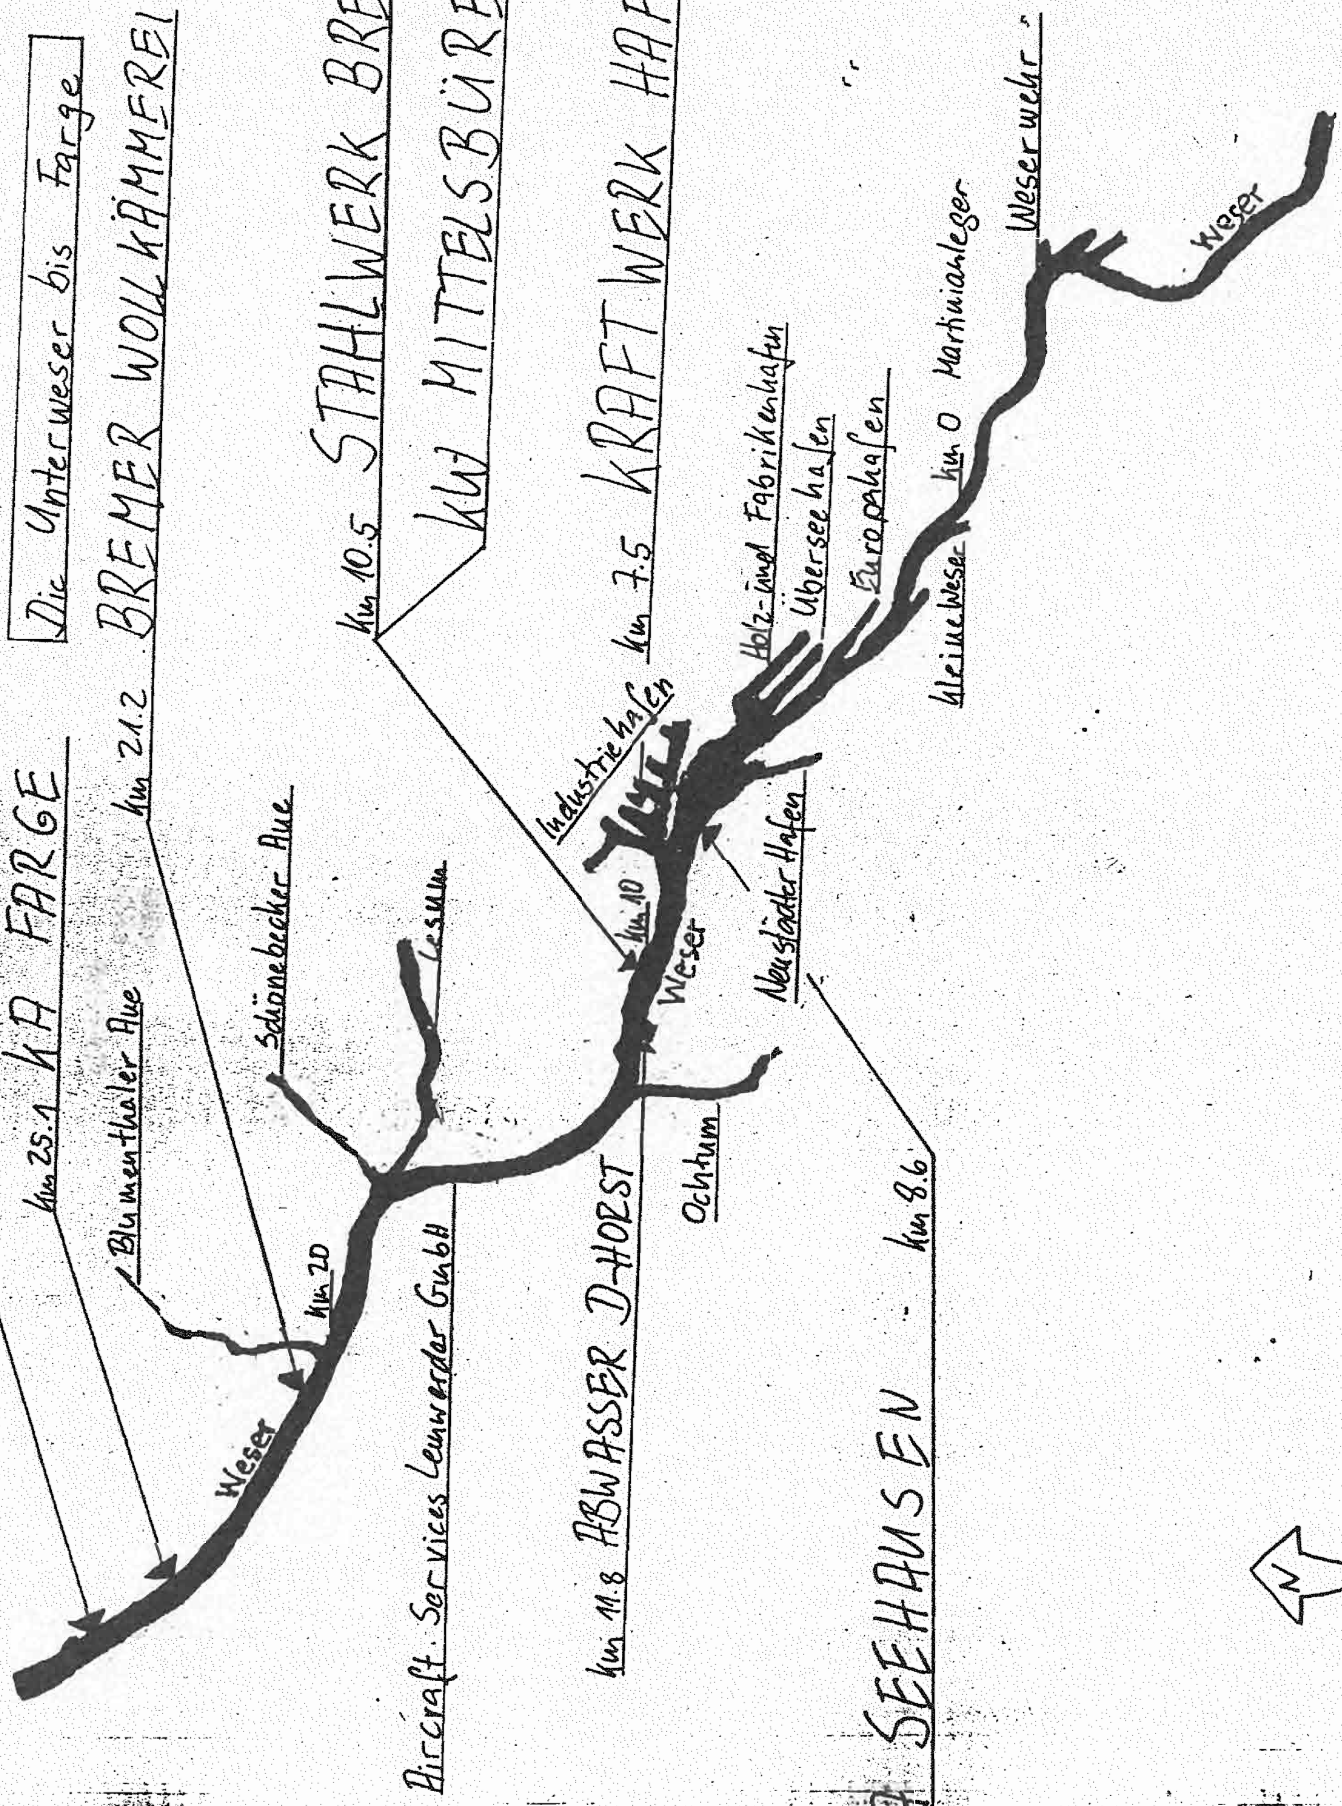 Die Unterweser bis Farge
km 25.1 KA FARGE
km 21.2 BREMER WOLLKÄMMEREI
Blumenthaler Aue
Schönebecker Aue
Lesum
km 20
Weser
Aircraft Services Lemwerder GmbH
km 10.5 STAHLWERK BRE
KW MITTELSBÜRE
km 7.5 KRAFTWERK HAF
Industriehafen
km 10
Weser
km 11.8 ABWASSER D-HORST
Ochtum
Neustädter Hafen
SEEHAUSEN km 8.6
Holz- und Fabrikenhafen
Überseehafen
Europahafen
Kleine Weser
km 0 Martinianleger
Weserwehr
Weser
N